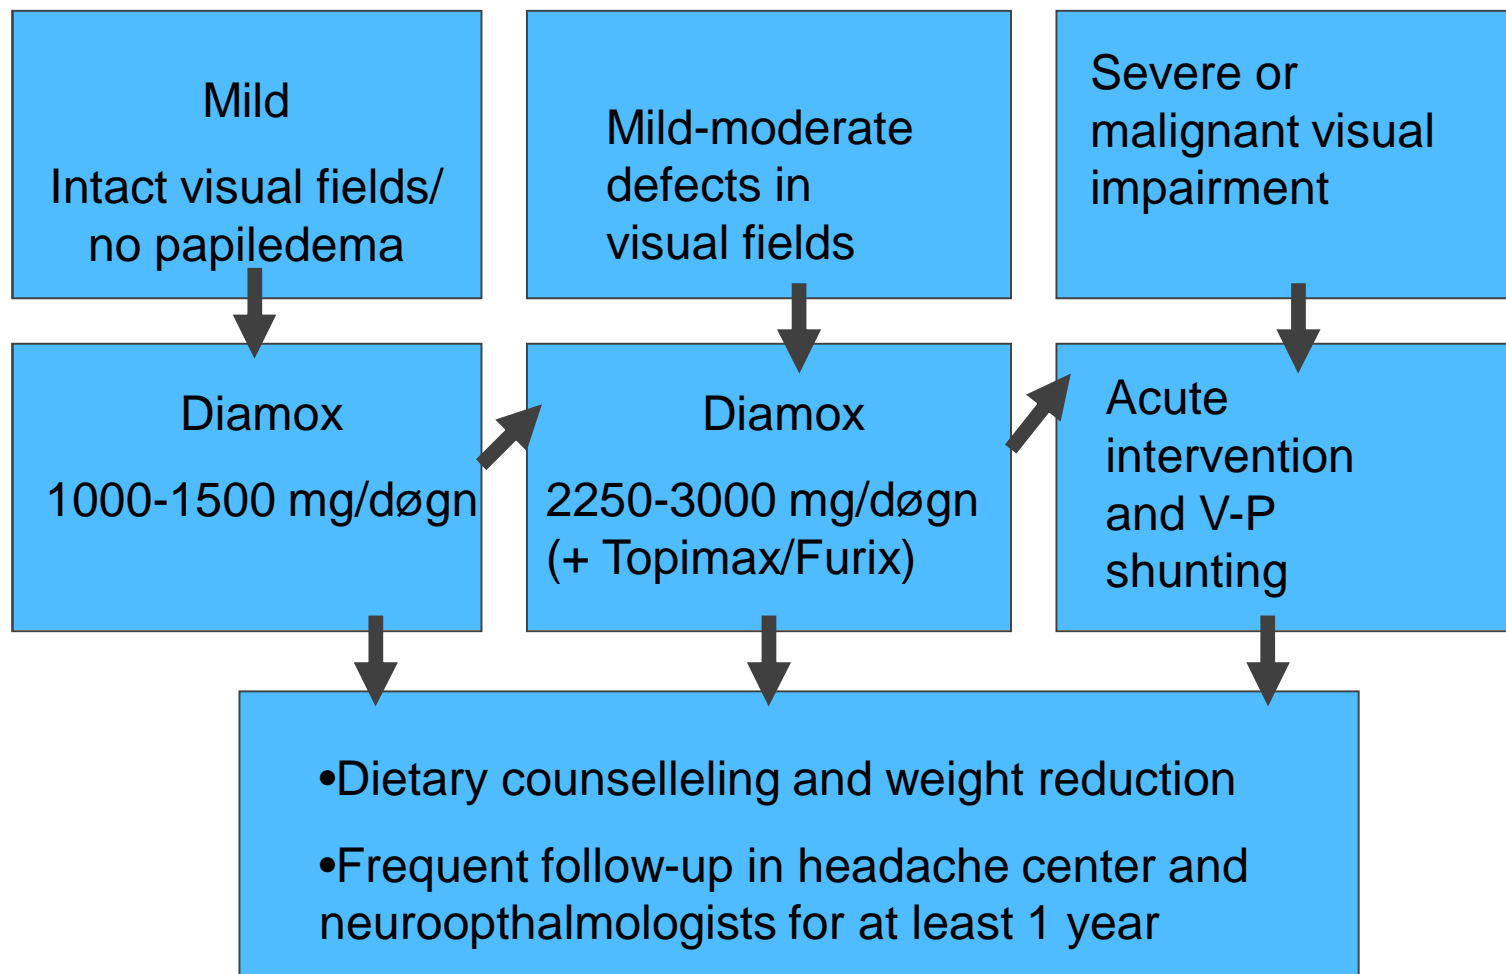 Mild
Intact visual fields/
no papiledema
Mild-moderate
defects in
visual fields
Severe or
malignant visual
impairment
Diamox
1000-1500 mg/døgn
Diamox
2250-3000 mg/døgn
(+ Topimax/Furix)
Acute
intervention
and V-P
shunting
•Dietary counselleling and weight reduction
•Frequent follow-up in headache center and
neuroopthalmologists for at least 1 year